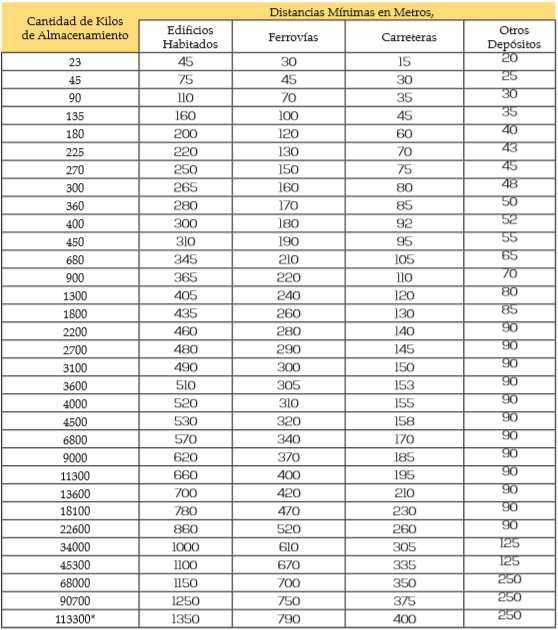 Cantidad de Kilos
de Almacenamiento
Distancias Mínimas en Metros,
Edificios
Habitados
Ferrovías
Carreteras
Otros
Depósitos
23 45 30 15 20
45 75 45 30 25
90 110 70 35 30
135 160 100 45 35
180 200 120 60 40
225 220 130 70 43
270 250 150 75 45
300 265 160 80 48
360 280 170 85 50
400 300 180 92 52
450 310 190 95 55
680 345 210 105 65
900 365 220 110 70
1300 405 240 120 80
1800 435 260 130 85
2200 460 280 140 90
2700 480 290 145 90
3100 490 300 150 90
3600 510 305 153 90
4000 520 310 155 90
4500 530 320 158 90
6800 570 340 170 90
9000 620 370 185 90
11300 660 400 195 90
13600 700 420 210 90
18100 780 470 230 90
22600 860 520 260 90
34000 1000 610 305 125
45300 1100 670 335 125
68000 1150 700 350 250
90700 1250 750 375 250
113300* 1350 790 400 250